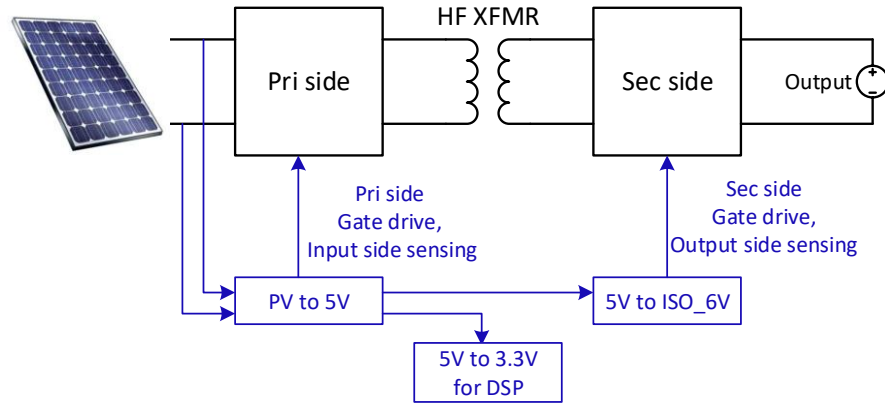 HF XFMR
Pri side
Sec side
Output
+
−
Pri side
Gate drive,
Input side sensing
Sec side
Gate drive,
Output side sensing
PV to 5V
5V to ISO_6V
5V to 3.3V
for DSP